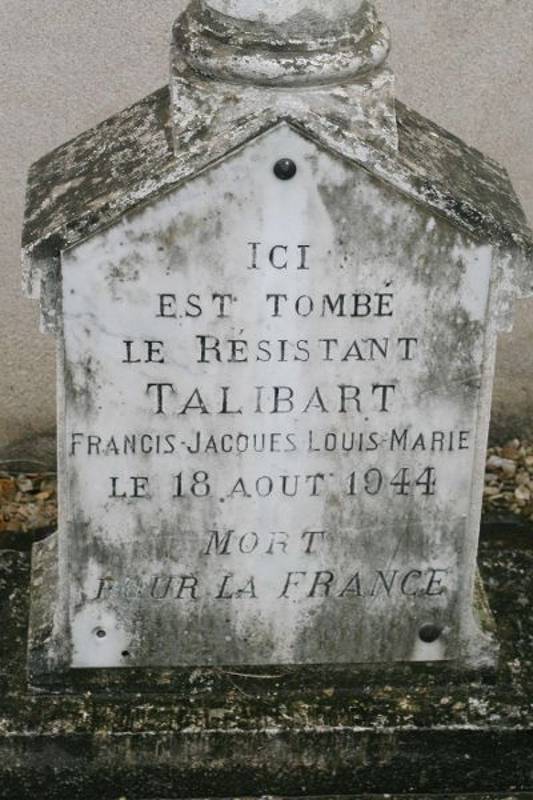 ICI
EST TOMBÉ
LE RÉSISTANT
TALIBART
FRANCIS-JACQUES LOUIS-MARIE
LE 18 AOUT 1944
MORT
POUR LA FRANCE